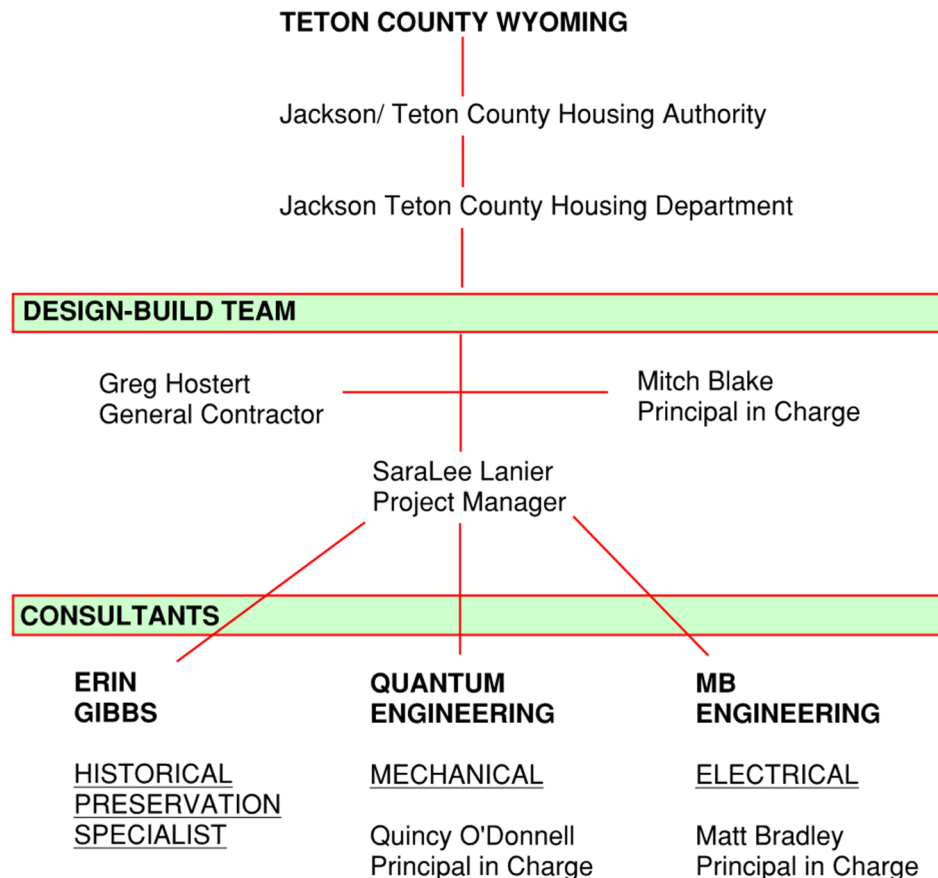 TETON COUNTY WYOMING
Jackson/ Teton County Housing Authority
Jackson Teton County Housing Department
DESIGN-BUILD TEAM
Greg Hostert
General Contractor
Mitch Blake
Principal in Charge
SaraLee Lanier
Project Manager
CONSULTANTS
ERIN
GIBBS
HISTORICAL
PRESERVATION
SPECIALIST
QUANTUM
ENGINEERING
MECHANICAL
Quincy O'Donnell
Principal in Charge
MB
ENGINEERING
ELECTRICAL
Matt Bradley
Principal in Charge